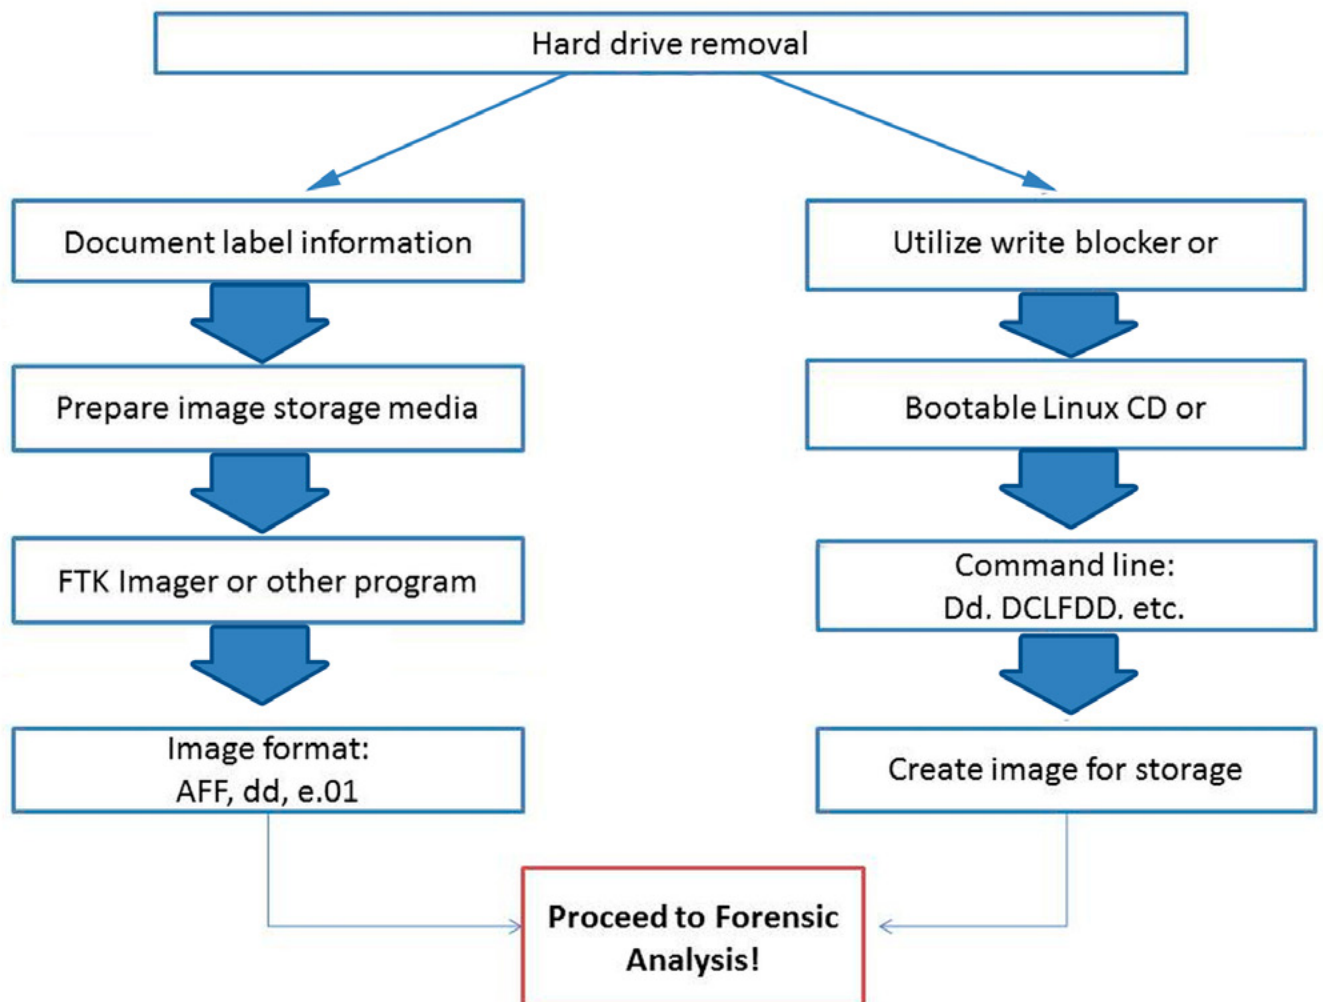 Hard drive removal
Document label information
Prepare image storage media
FTK Imager or other program
Image format:
AFF, dd, e.01
Utilize write blocker or
Bootable Linux CD or
Command line:
Dd. DCLFDD. etc.
Create image for storage
Proceed to Forensic
Analysis!